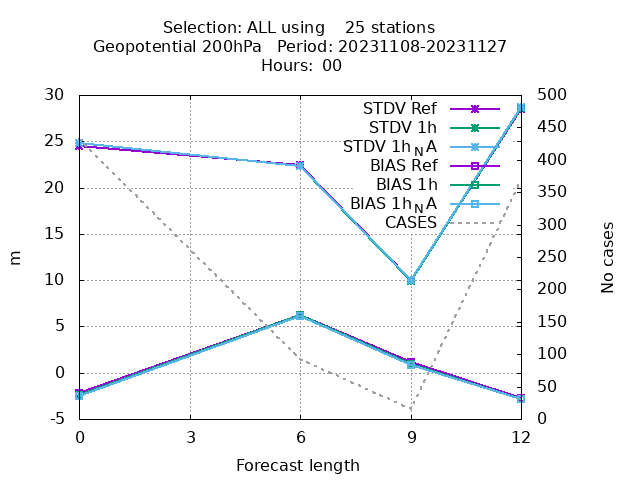 Selection: ALL using    25 stations
Geopotential 200hPa   Period: 20231108-20231127
Hours: 00
30
25
20
15
10
5
0
-5
m
STDV Ref
STDV 1h
STDV 1h_NA
BIAS Ref
BIAS 1h
BIAS 1h_NA
CASES
500
450
400
350
300
250
200
150
100
50
0
No cases
0 3 6 9 12
Forecast length